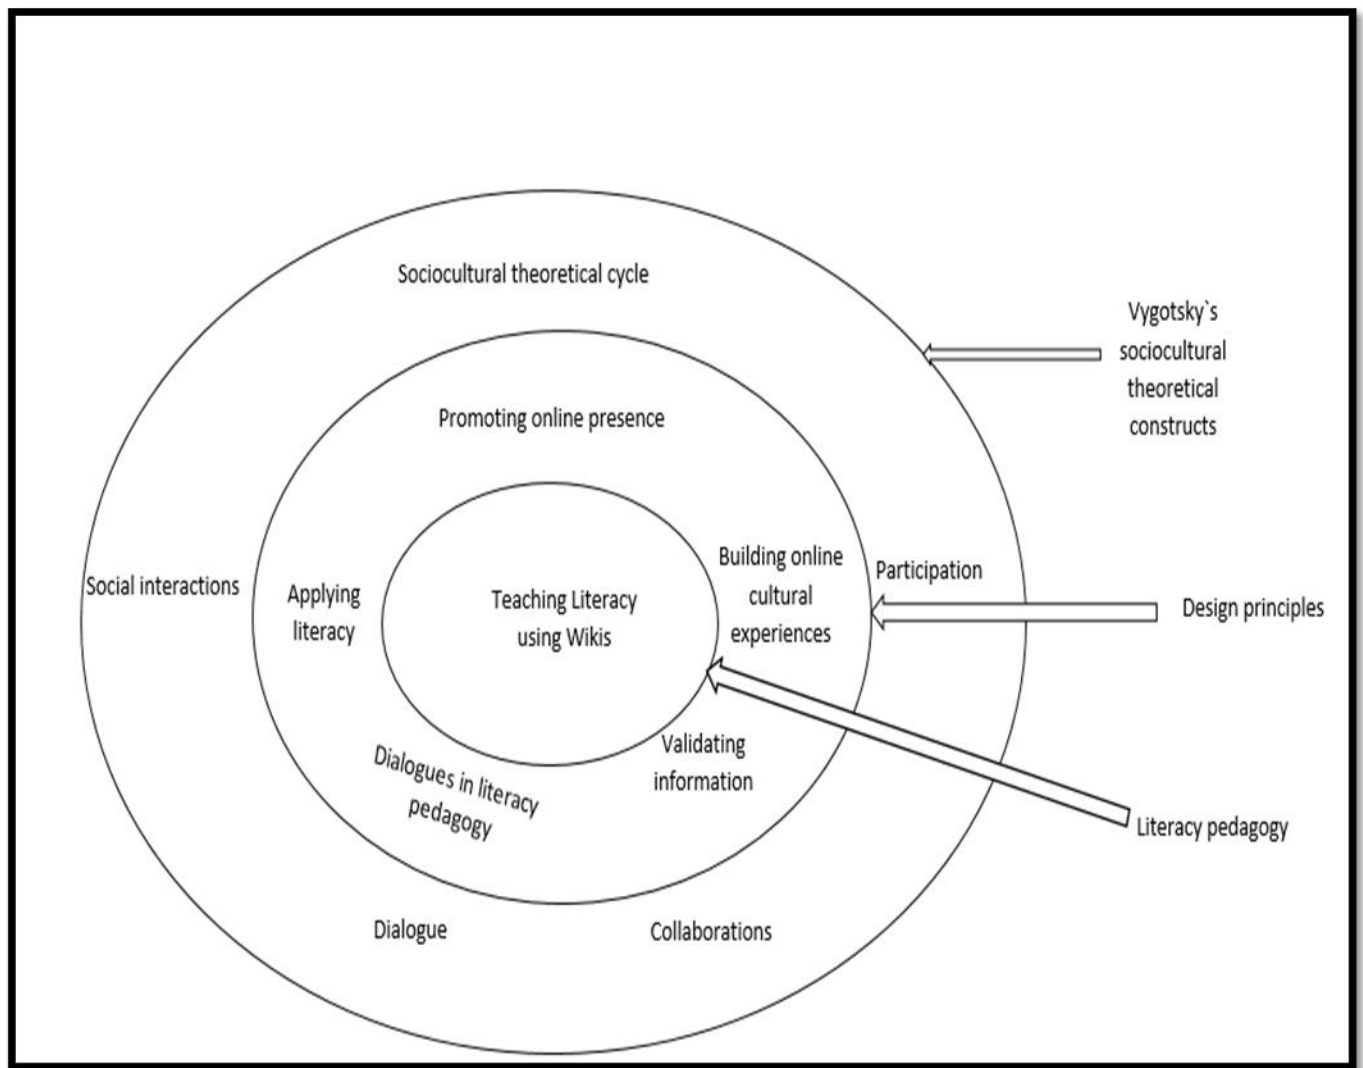 Sociocultural theoretical cycle
Vygotsky`s
sociocultural
theoretical
constructs
Promoting online presence
Social interactions
Applying
literacy
Teaching Literacy
using Wikis
Building online
cultural
experiences
Participation
Design principles
Dialogues in literacy
pedagogy
Validating
information
Literacy pedagogy
Dialogue
Collaborations